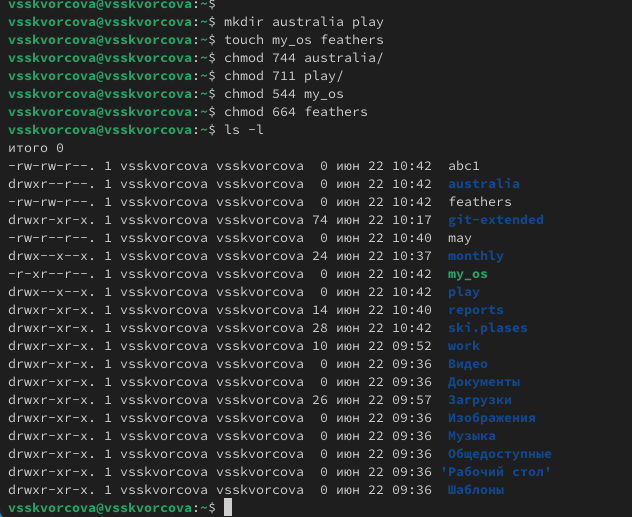 vsskvorcova@vsskvorcova:~$
vsskvorcova@vsskvorcova:~$ mkdir australia play
vsskvorcova@vsskvorcova:~$ touch my_os feathers
vsskvorcova@vsskvorcova:~$ chmod 744 australia/
vsskvorcova@vsskvorcova:~$ chmod 711 play/
vsskvorcova@vsskvorcova:~$ chmod 544 my_os
vsskvorcova@vsskvorcova:~$ chmod 664 feathers
vsskvorcova@vsskvorcova:~$ ls -l
итого 0
-rw-rw-r--. 1 vsskvorcova vsskvorcova  0 июн 22 10:42  abc1
drwxr--r--. 1 vsskvorcova vsskvorcova  0 июн 22 10:42  australia
-rw-rw-r--. 1 vsskvorcova vsskvorcova  0 июн 22 10:42  feathers
drwxr-xr-x. 1 vsskvorcova vsskvorcova 74 июн 22 10:17  git-extended
-rw-r--r--. 1 vsskvorcova vsskvorcova  0 июн 22 10:40  may
drwx--x--x. 1 vsskvorcova vsskvorcova 24 июн 22 10:37  monthly
-r-xr--r--. 1 vsskvorcova vsskvorcova  0 июн 22 10:42  my_os
drwx--x--x. 1 vsskvorcova vsskvorcova  0 июн 22 10:42  play
drwxr-xr-x. 1 vsskvorcova vsskvorcova 14 июн 22 10:40  reports
drwxr-xr-x. 1 vsskvorcova vsskvorcova 28 июн 22 10:42  ski.plases
drwxr-xr-x. 1 vsskvorcova vsskvorcova 10 июн 22 09:52  work
drwxr-xr-x. 1 vsskvorcova vsskvorcova  0 июн 22 09:36  Видео
drwxr-xr-x. 1 vsskvorcova vsskvorcova  0 июн 22 09:36  Документы
drwxr-xr-x. 1 vsskvorcova vsskvorcova 26 июн 22 09:57  Загрузки
drwxr-xr-x. 1 vsskvorcova vsskvorcova  0 июн 22 09:36  Изображения
drwxr-xr-x. 1 vsskvorcova vsskvorcova  0 июн 22 09:36  Музыка
drwxr-xr-x. 1 vsskvorcova vsskvorcova  0 июн 22 09:36  Общедоступные
drwxr-xr-x. 1 vsskvorcova vsskvorcova  0 июн 22 09:36 'Рабочий стол'
drwxr-xr-x. 1 vsskvorcova vsskvorcova  0 июн 22 09:36  Шаблоны
vsskvorcova@vsskvorcova:~$